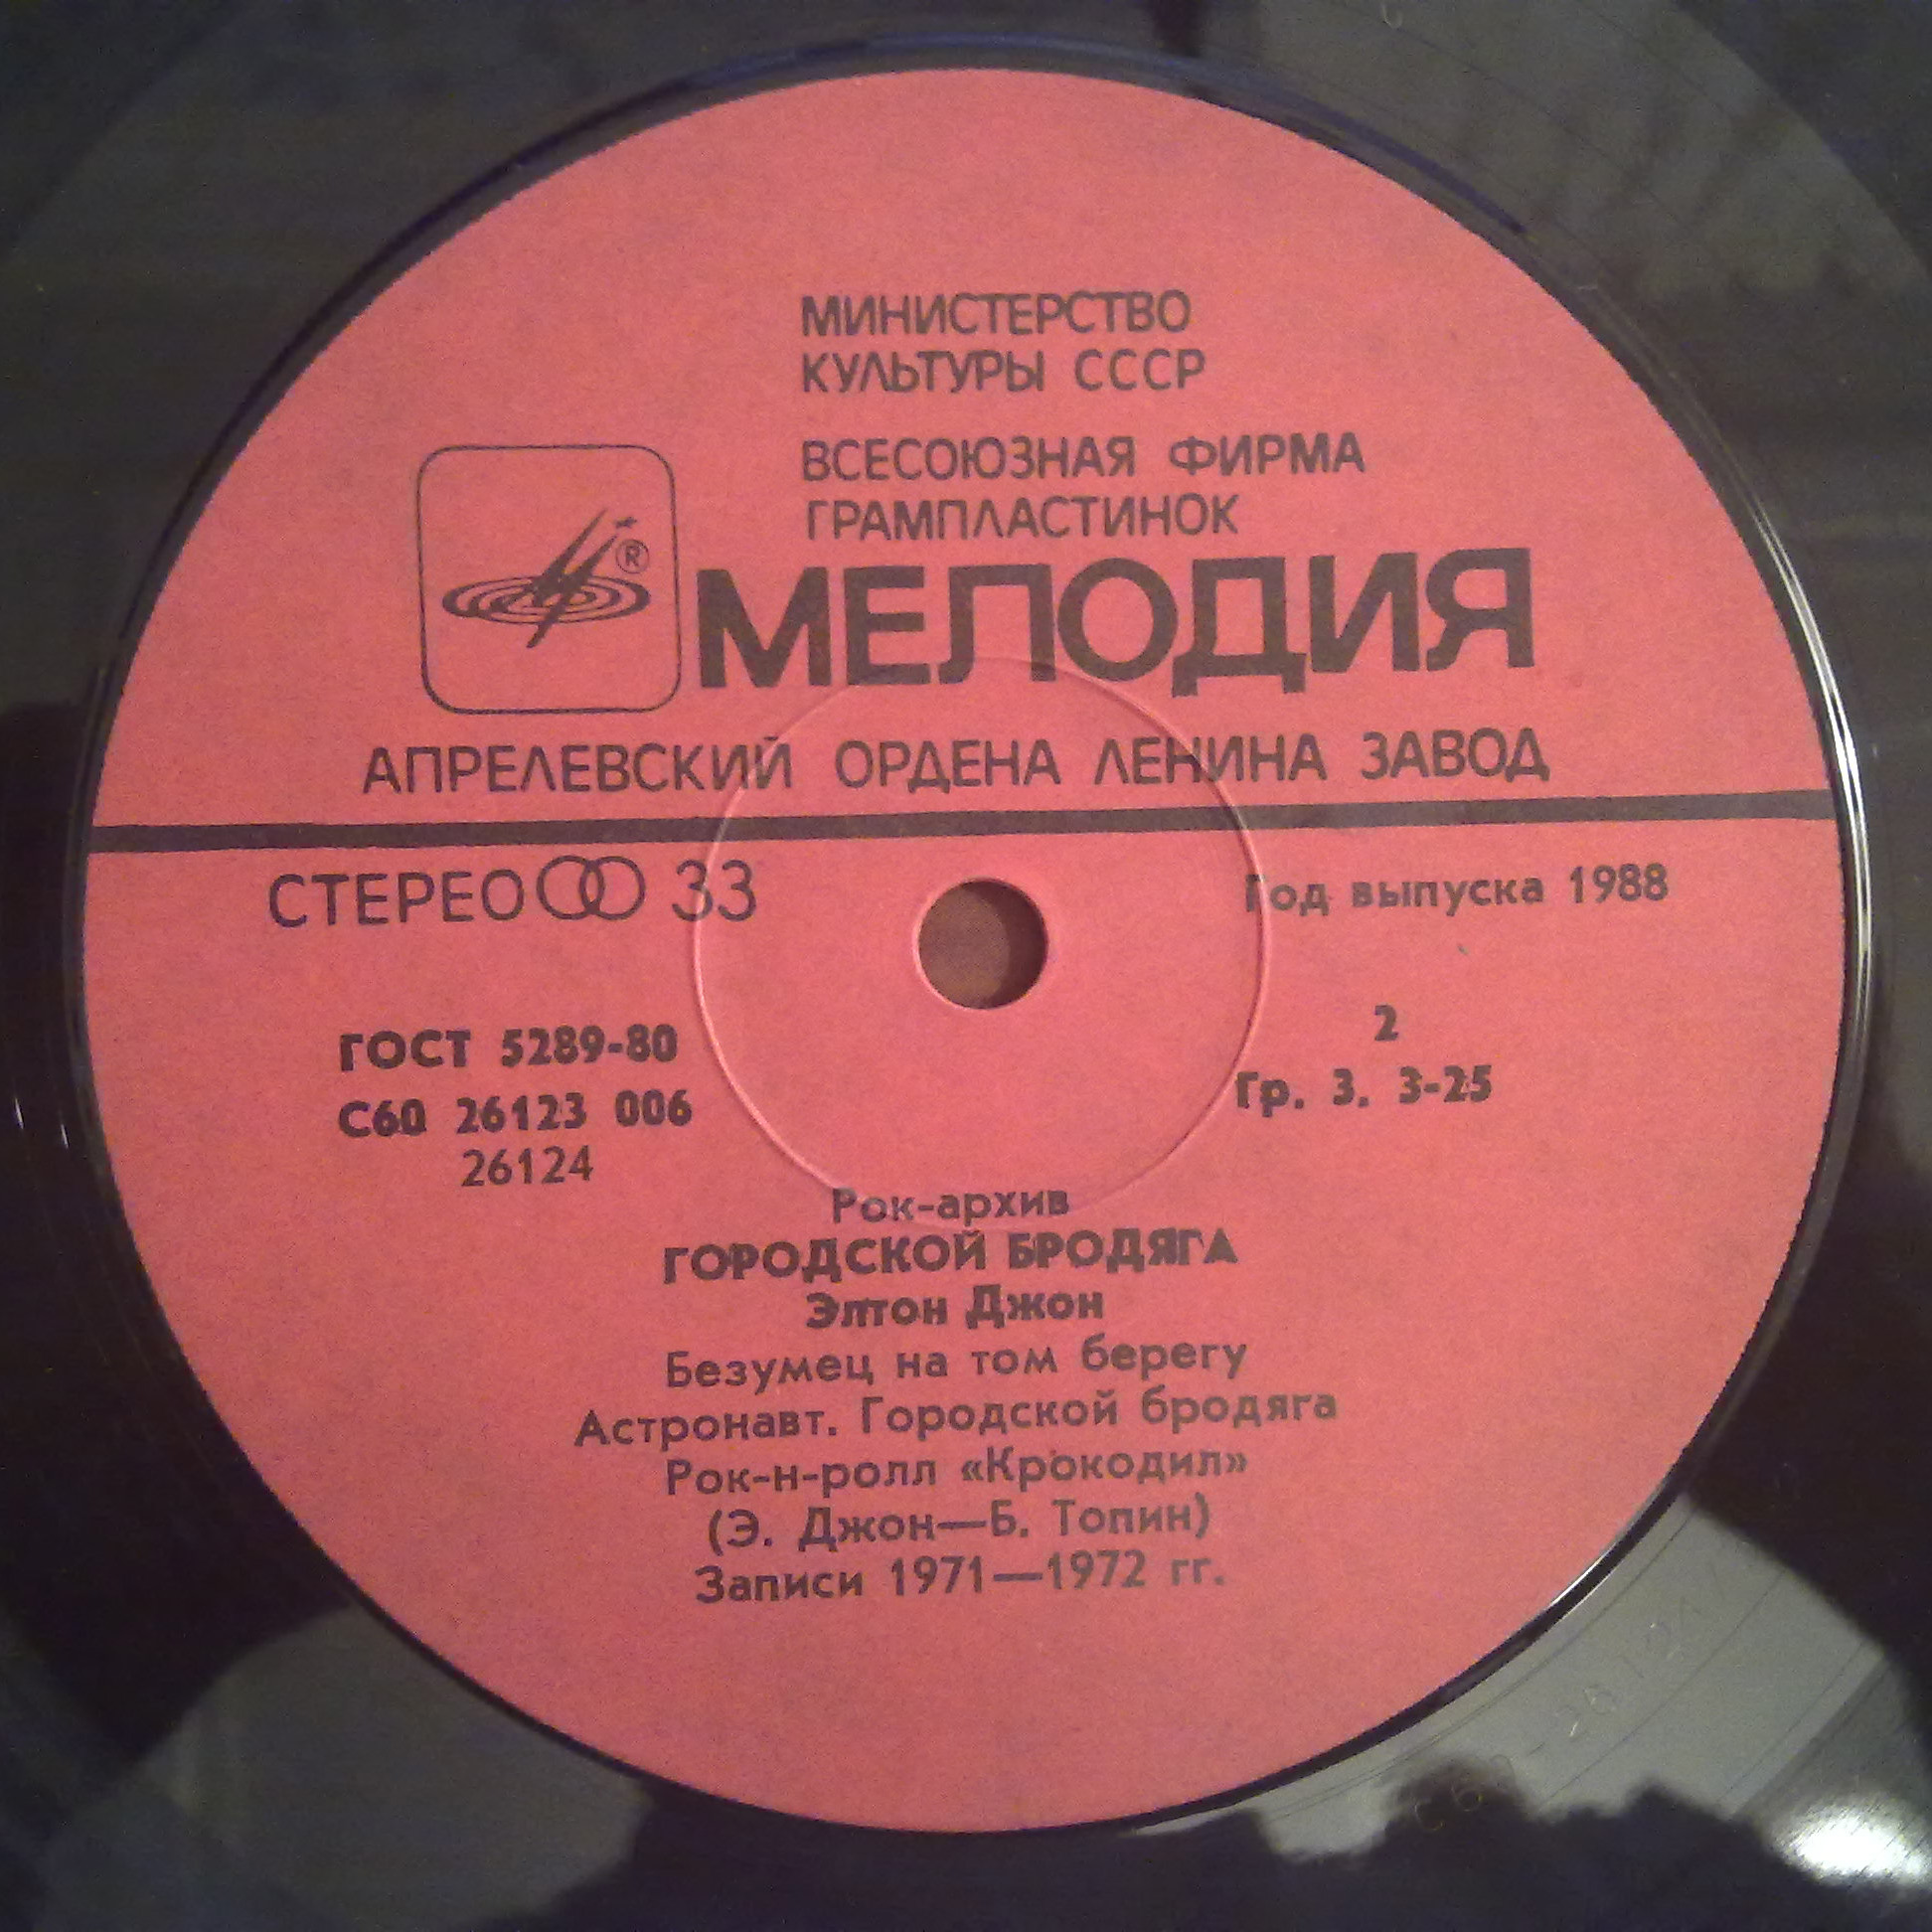 МИНИСТЕРСТВО
КУЛЬТУРЫ СССР
ВСЕСОЮЗНАЯ ФИРМА
ГРАМПЛАСТИНОК
®
МЕЛОДИЯ
АПРЕЛЕВСКИЙ ОРДЕНА ЛЕНИНА ЗАВОД
СТЕРЕО 33
Год выпуска 1988
ГОСТ 5289-80
2
С60 26123 006
Гр. 3. 3-25
26124
Рок-архив
ГОРОДСКОЙ БРОДЯГА
Элтон Джон
Безумец на том берегу
Астронавт. Городской бродяга
Рок-н-ролл «Крокодил»
(Э. Джон—Б. Топин)
Записи 1971—1972 гг.